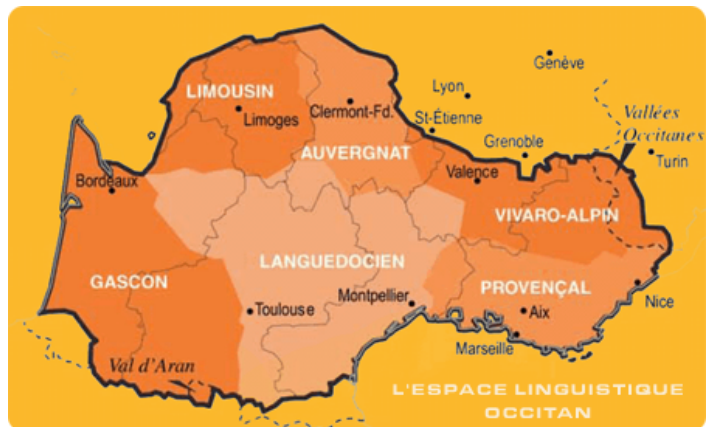 Genève
Lyon
LIMOUSIN
Limoges
Clermont-Fd.
St-Étienne
Vallées
Occitanes
Grenoble
Turin
AUVERGNAT
Valence
Bordeaux
VIVARO-ALPIN
LANGUEDOCIEN
GASCON
PROVENÇAL
Montpellier
Nice
Toulouse
Aix
Marseille
Val d'Aran
L'ESPACE LINGUISTIQUE
OCCITAN